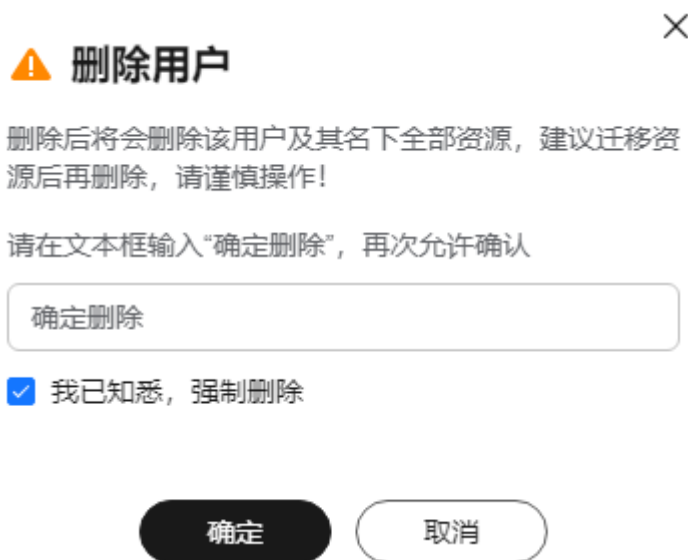 删除用户
删除后将会删除该用户及其名下全部资源，建议迁移资
源后再删除，请谨慎操作！
请在文本框输入“确定删除”，再次允许确认
确定删除
我已知悉，强制删除
确定
取消